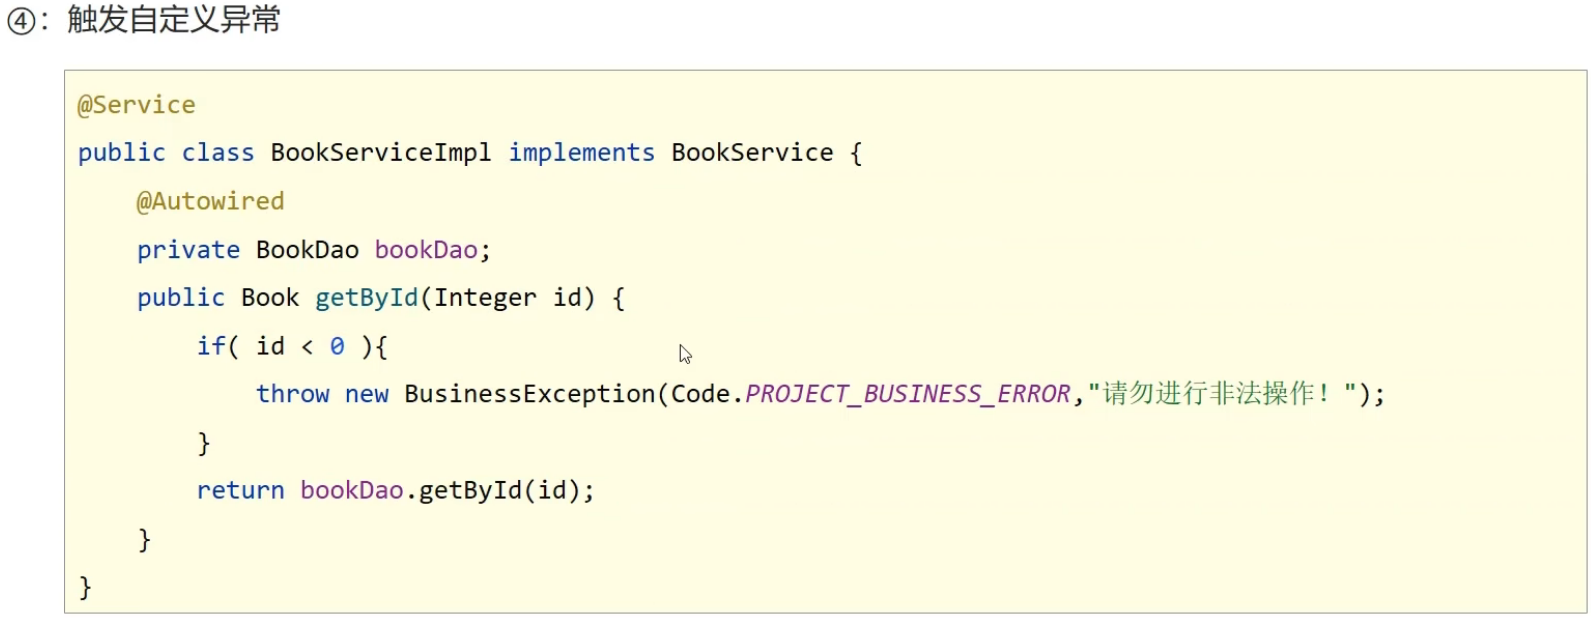 ④：触发自定义异常
@Service
public class BookServiceImpl implements BookService {
    @Autowired
    private BookDao bookDao;
    public Book getById(Integer id) {
        if( id < 0 ){
            throw new BusinessException(Code.PROJECT_BUSINESS_ERROR,"请勿进行非法操作！");
        }
        return bookDao.getById(id);
    }
}